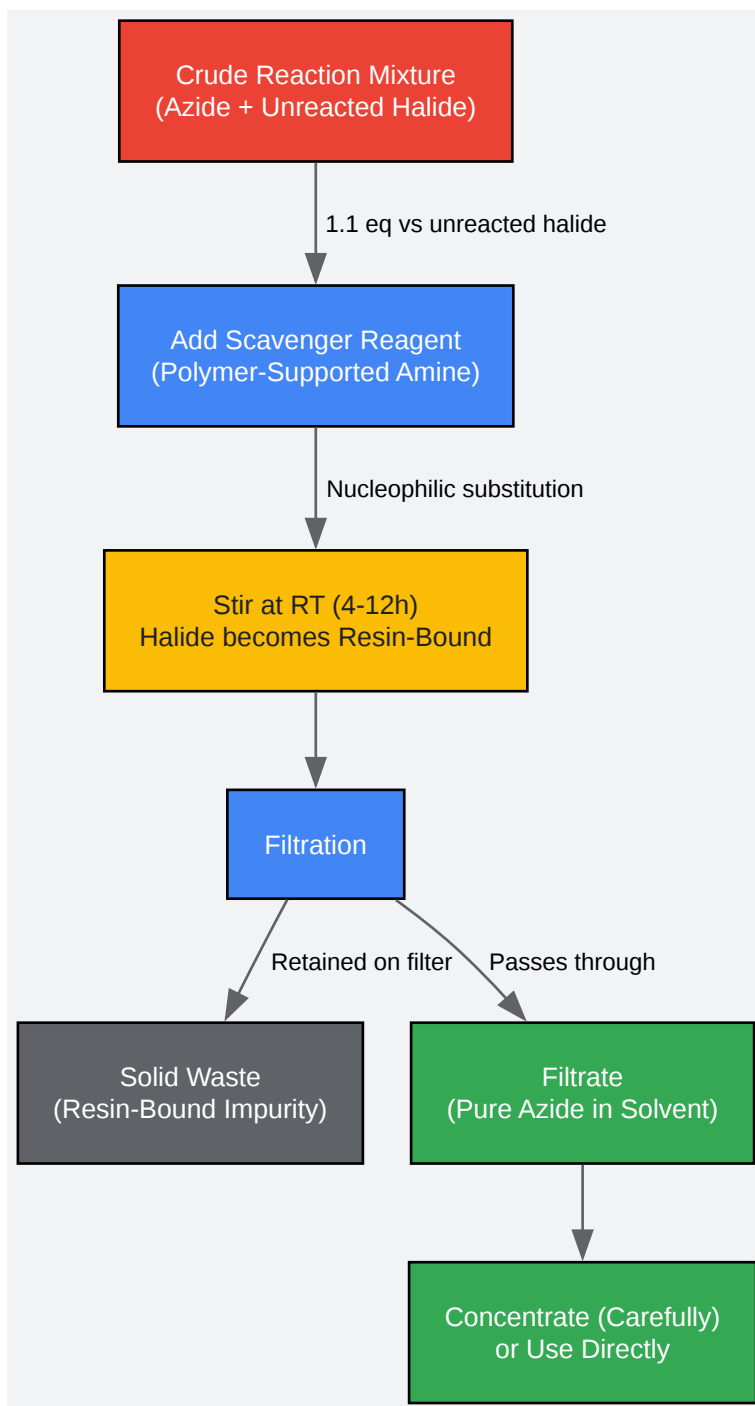 Crude Reaction Mixture
(Azide + Unreacted Halide)
1.1 eq vs unreacted halide
Add Scavenger Reagent
(Polymer-Supported Amine)
Nucleophilic substitution
Stir at RT (4-12h)
Halide becomes Resin-Bound
Filtration
Retained on filter
Passes through
Solid Waste
(Resin-Bound Impurity)
Filtrate
(Pure Azide in Solvent)
Concentrate (Carefully)
or Use Directly